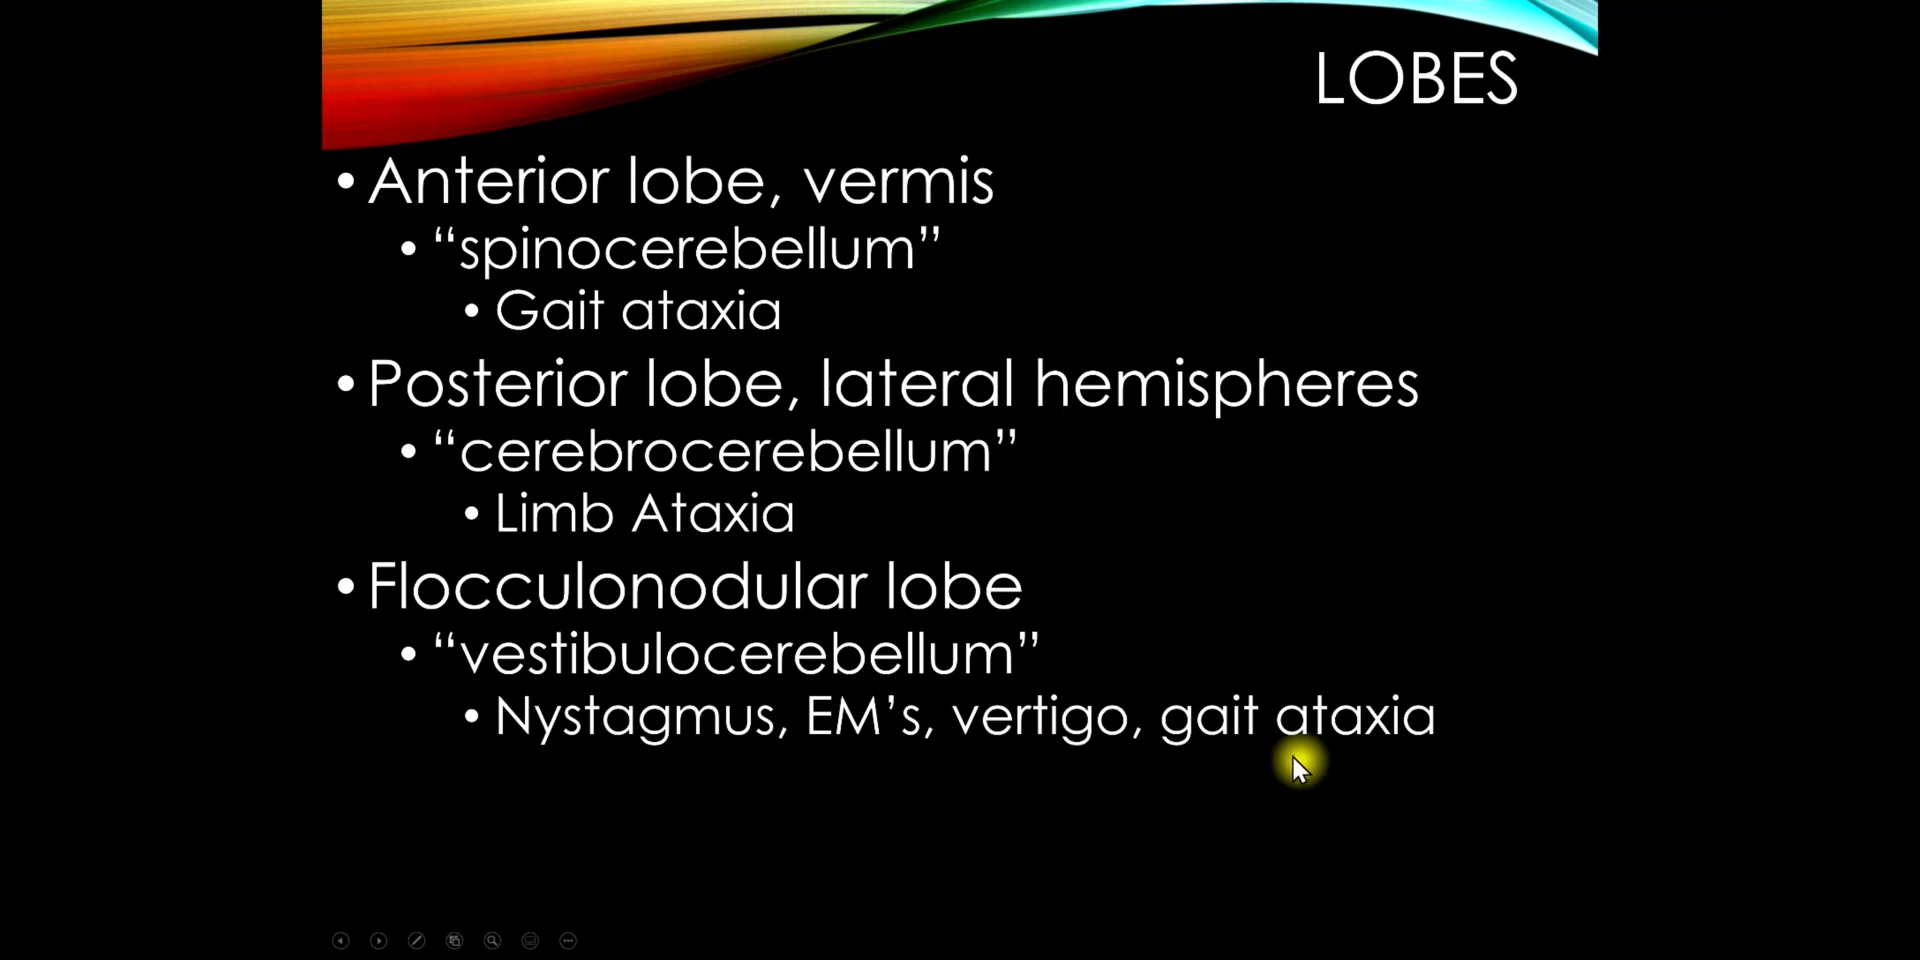 LOBES
• Anterior lobe, vermis
• “spinocerebellum”
• Gait ataxia
• Posterior lobe, lateral hemispheres
• “cerebrocerebellum”
• Limb Ataxia
• Flocculonodular lobe
• “vestibulocerebellum”
• Nystagmus, EM’s, vertigo, gait ataxia